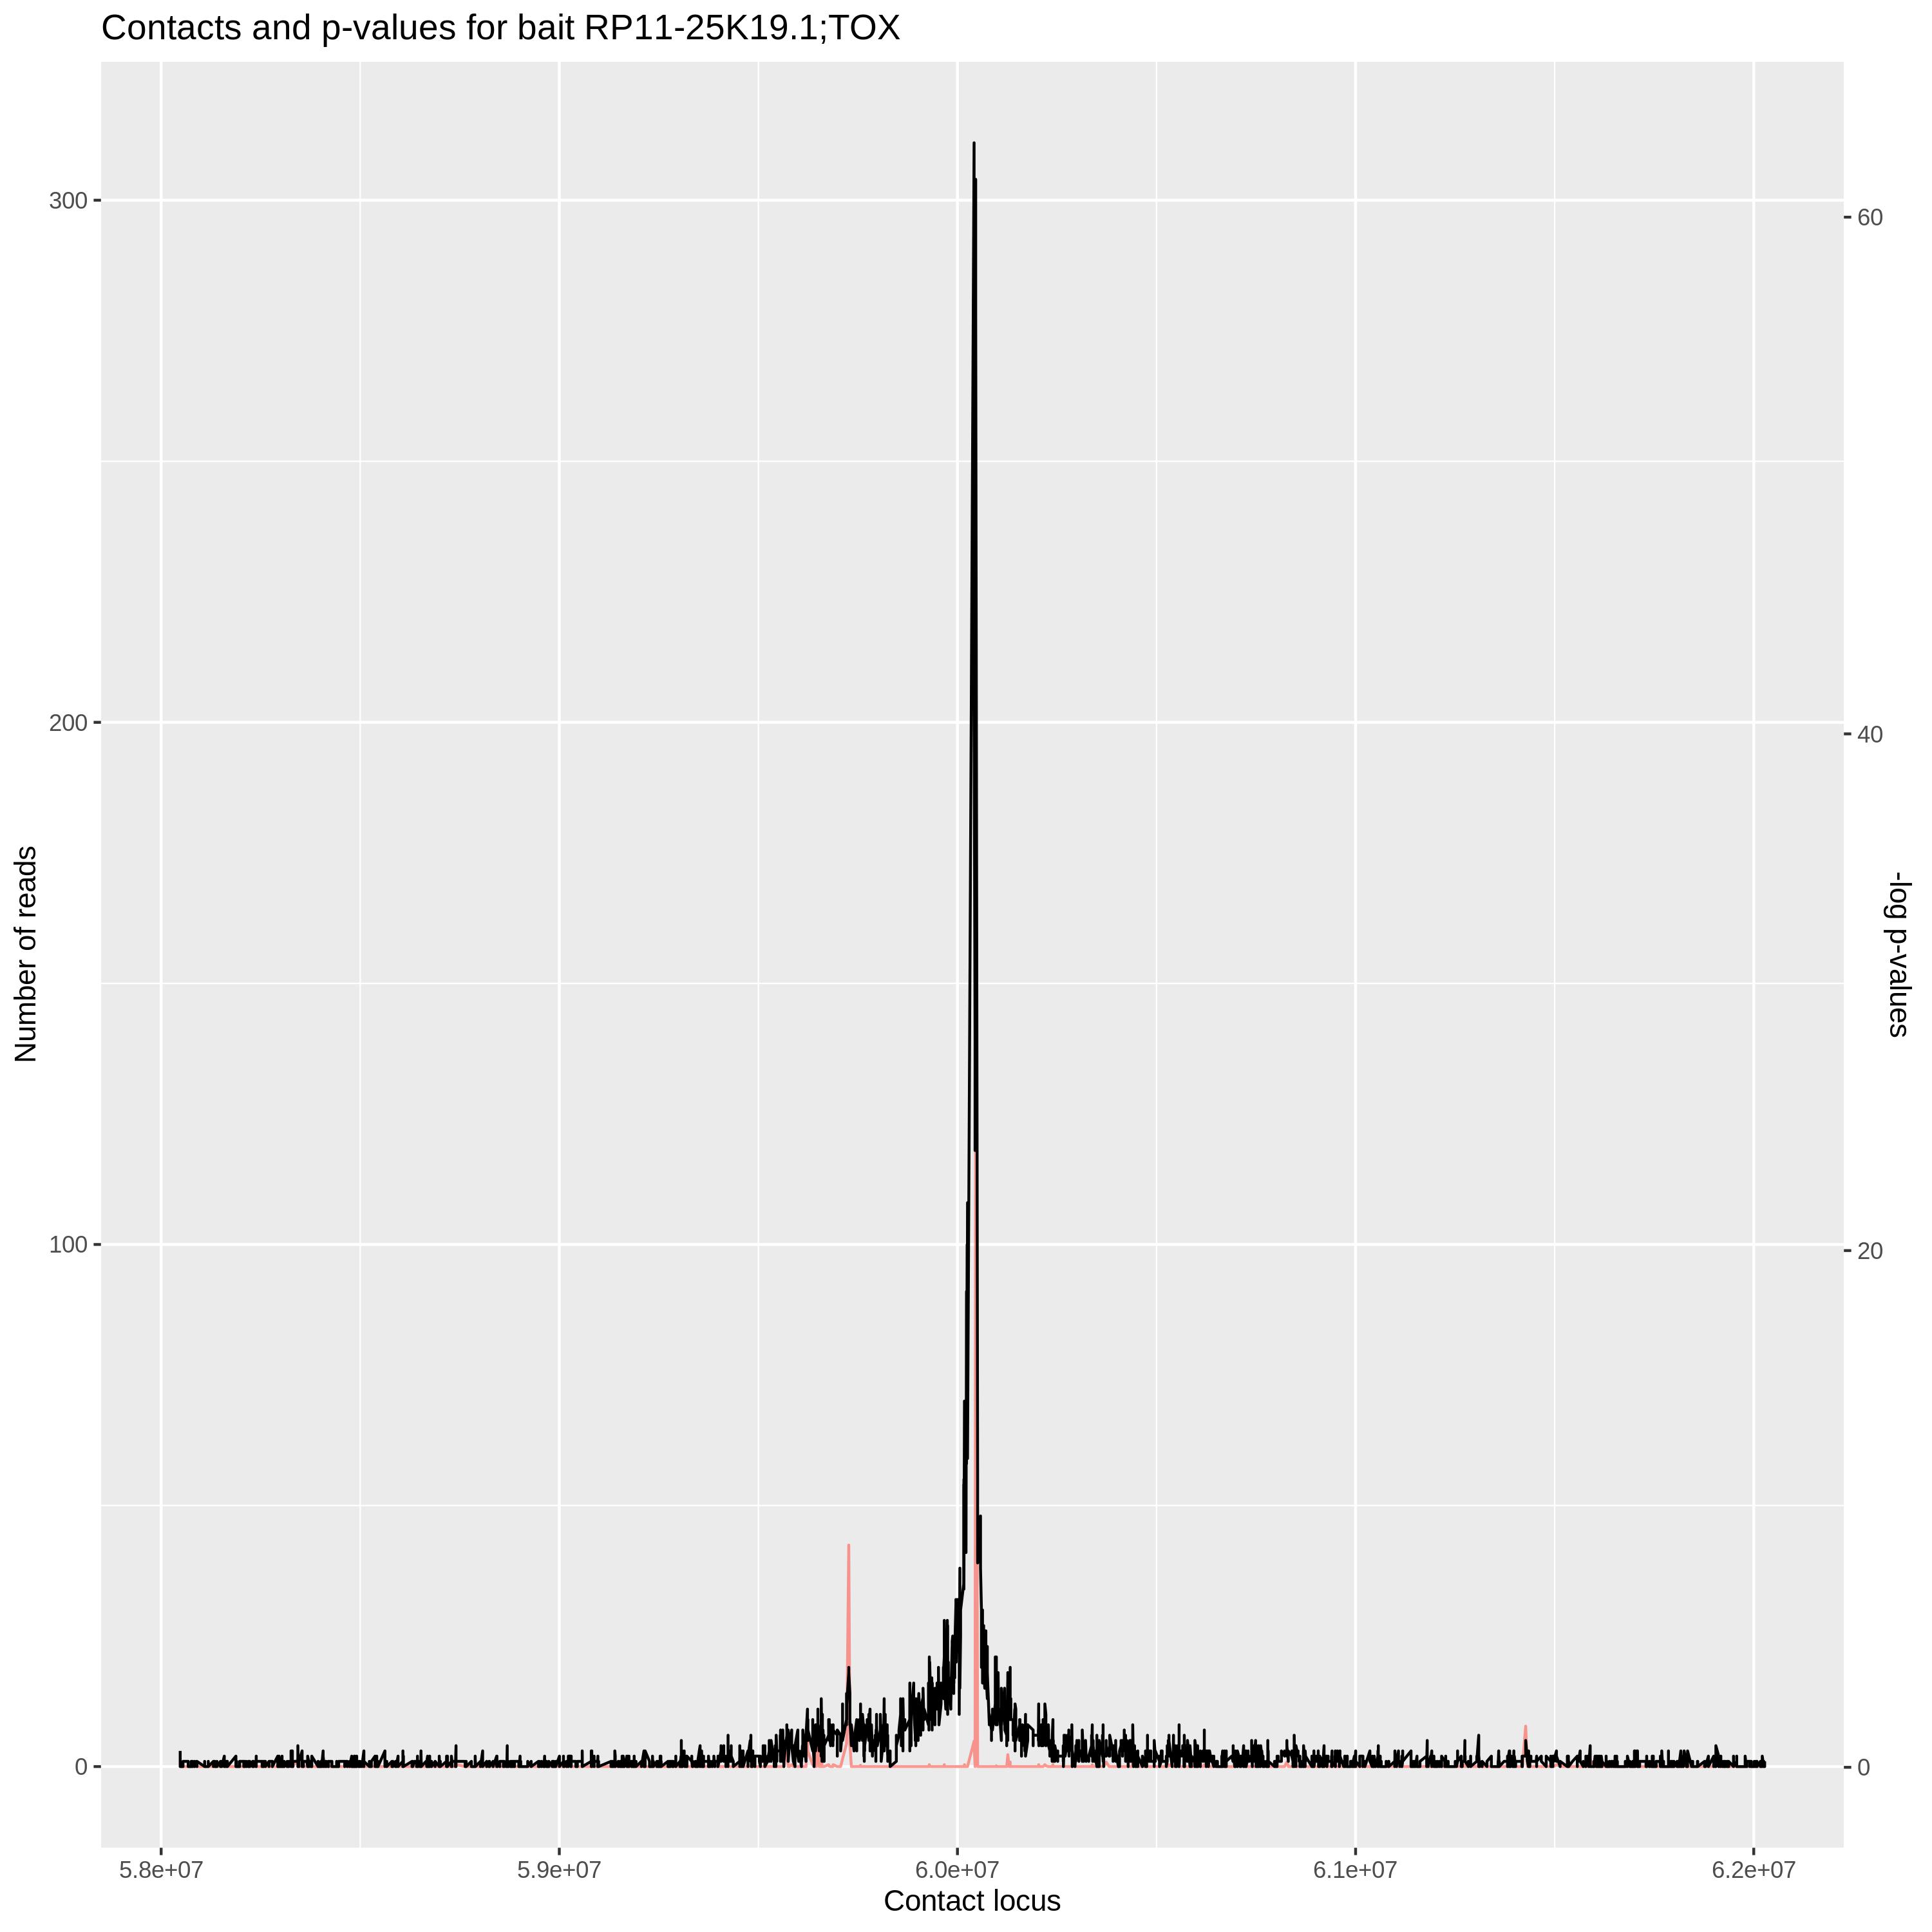 Contacts and p-values for bait RP11-25K19.1;TOX
300
200
100
0
Number of reads
60
40
20
0
-log p-values
5.8e+07
5.9e+07
6.0e+07
6.1e+07
6.2e+07
Contact locus